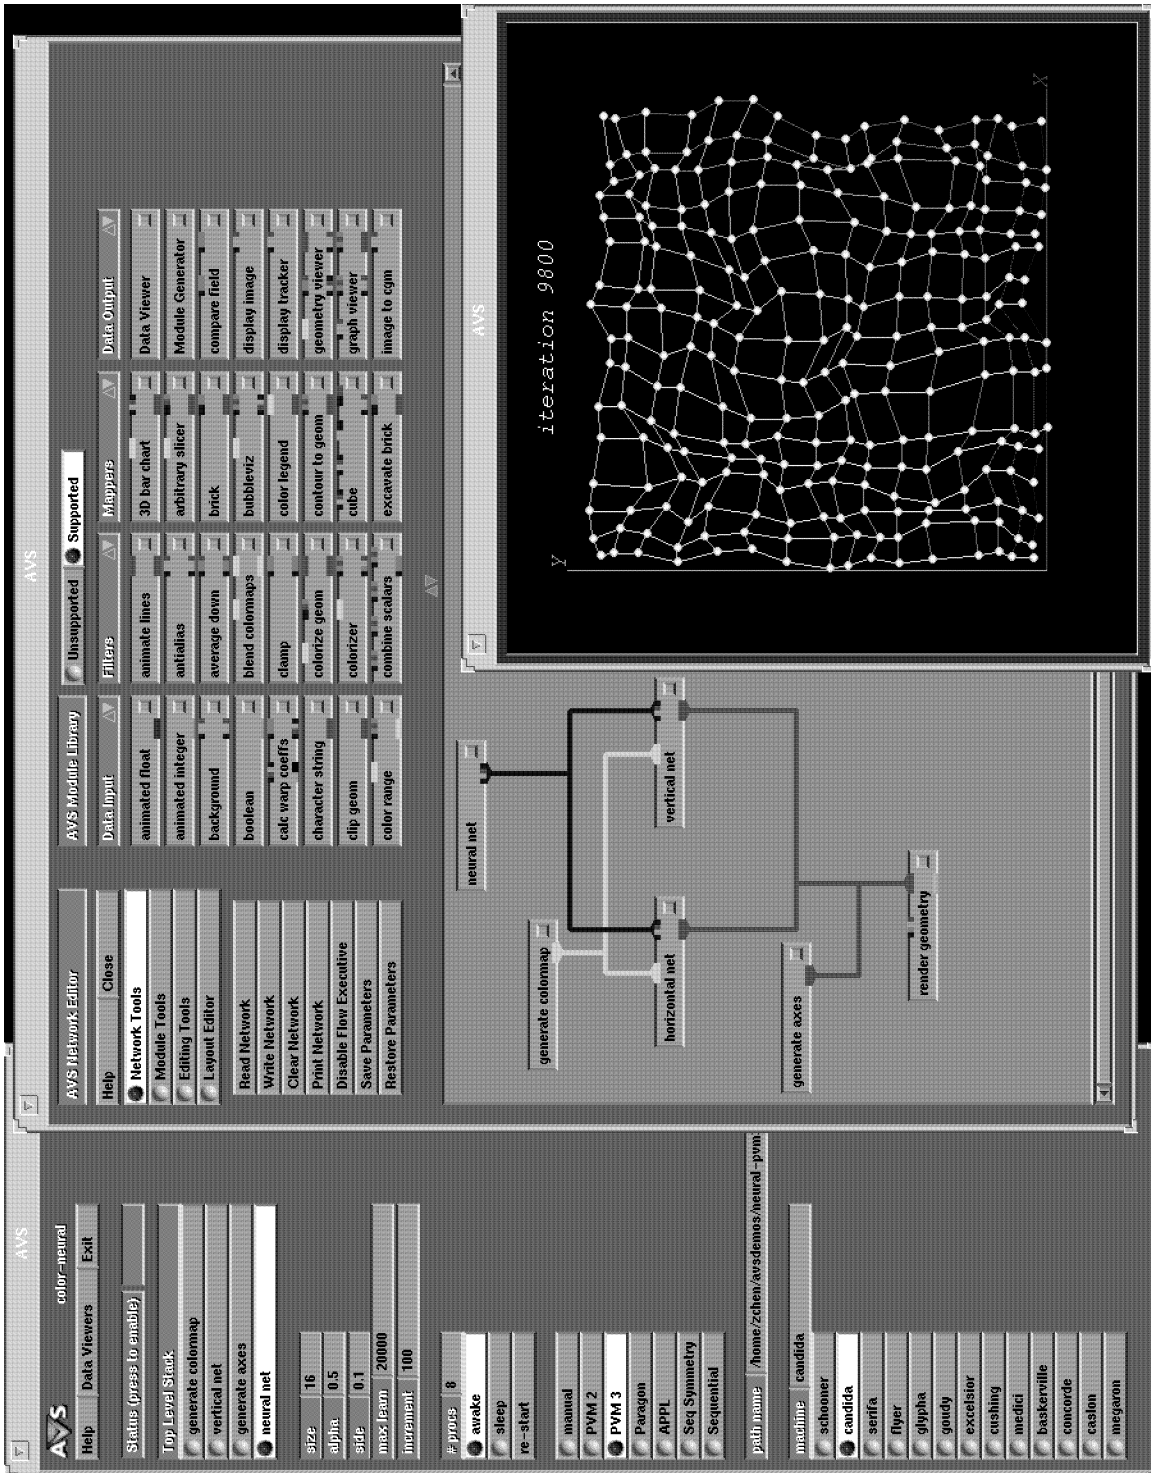 AVS
color-neural
AVS
Help
Data Viewers
Exit
Status (press to enable)
Top Level Stack
generate colormap
vertical net
generate axes
neural net
size 16
alpha 0.5
side 0.1
max learn 20000
increment 100
# procs 8
awake
sleep
re-start
manual
PVM 2
PVM 3
Paragon
APPL
Seq Symmetry
Sequential
path name /home/zchen/avsdemos/neural-pvm
machine candida
schooner
candida
serifa
flyer
glypha
goudy
excelsior
cushing
medici
baskerville
concorde
caslon
megaron
AVS
AVS Network Editor
Help
Close
Network Tools
Module Tools
Editing Tools
Layout Editor
Read Network
Write Network
Clear Network
Print Network
Disable Flow Executive
Save Parameters
Restore Parameters
AVS Module Library
Unsupported
Supported
Data Input
animated float
animated integer
background
boolean
calc warp coeffs
character string
clip geom
color range
Filters
animate lines
antialias
average down
blend colormaps
clamp
colorize geom
colorizer
combine scalars
Mappers
3D bar chart
arbitrary slicer
brick
bubbleviz
color legend
contour to geom
cube
excavate brick
Data Output
Data Viewer
Module Generator
compare field
display image
display tracker
geometry viewer
graph viewer
image to cgm
neural net
generate colormap
horizontal net
vertical net
generate axes
render geometry
AVS
iteration 9800
Y
X